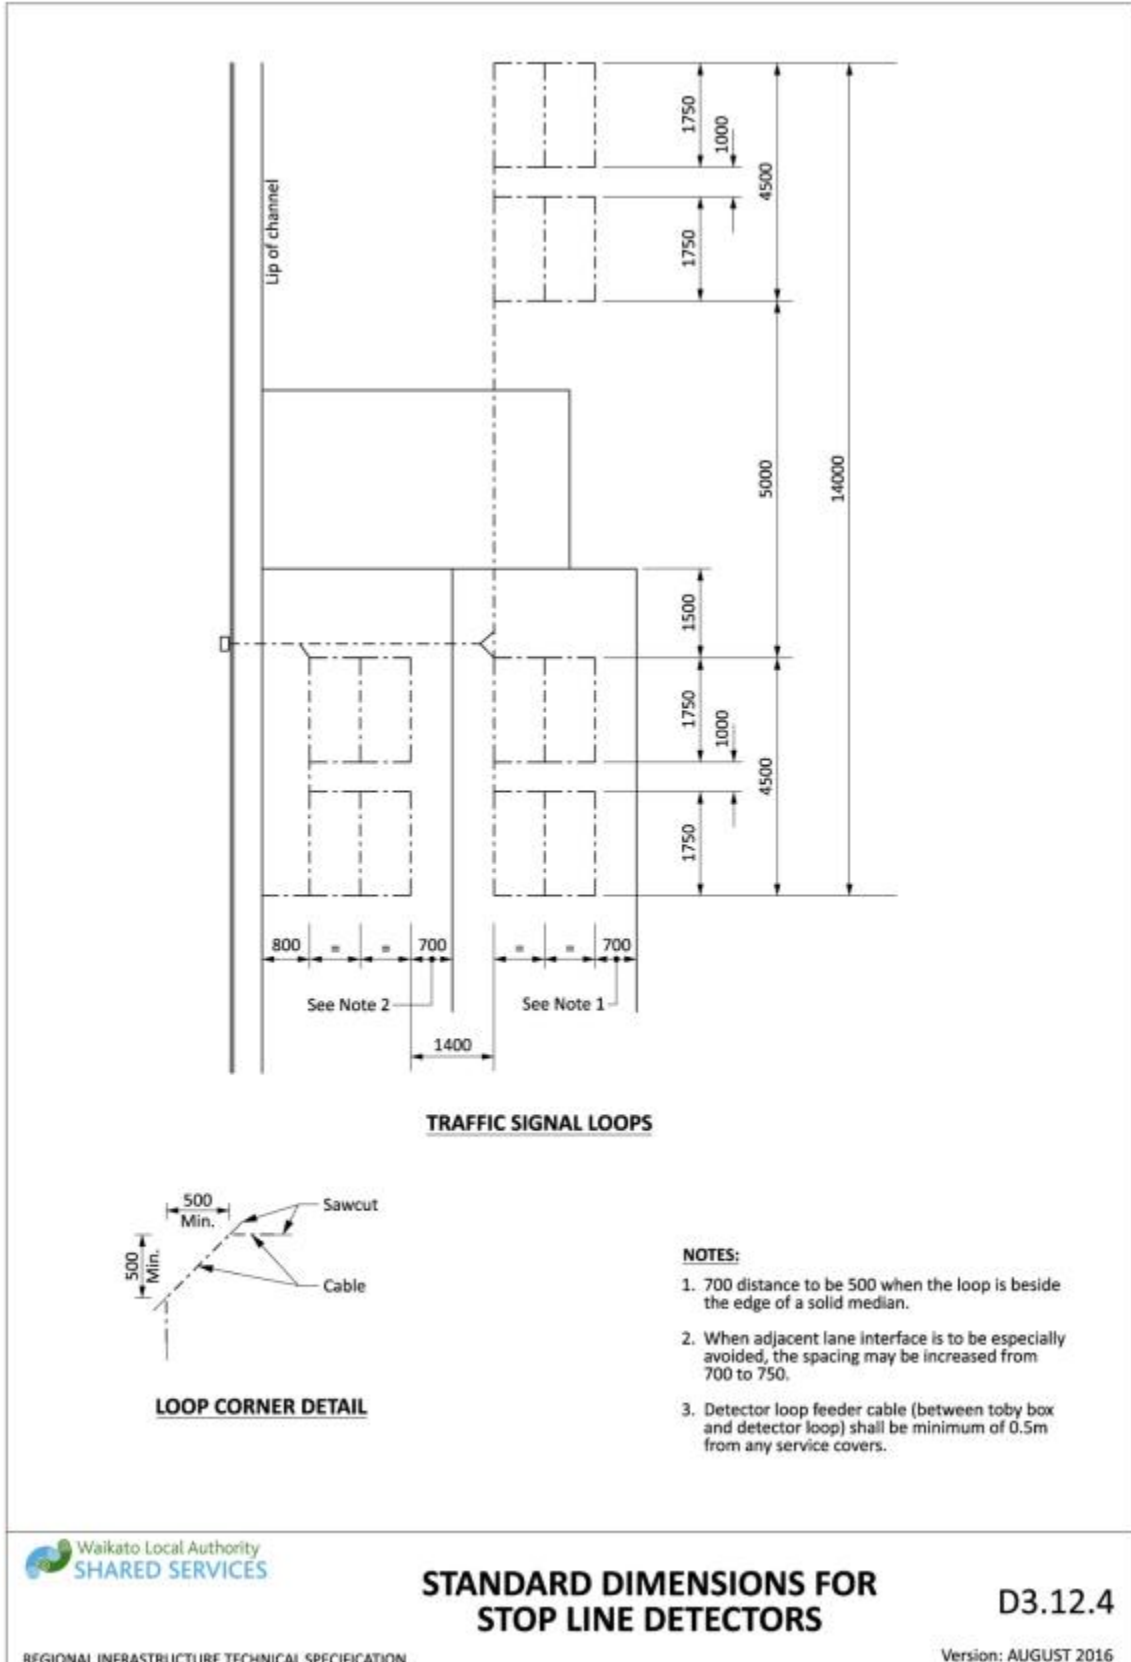 Lip of channel
1750
1000
4500
1750
5000
14000
1500
1750
1000
4500
1750
800
=
=
700
=
=
700
See Note 2
See Note 1
1400
TRAFFIC SIGNAL LOOPS
500
Min.
500
Min.
Sawcut
Cable
LOOP CORNER DETAIL
NOTES:
1. 700 distance to be 500 when the loop is beside
the edge of a solid median.
2. When adjacent lane interface is to be especially
avoided, the spacing may be increased from
700 to 750.
3. Detector loop feeder cable (between toby box
and detector loop) shall be minimum of 0.5m
from any service covers.
Waikato Local Authority
SHARED SERVICES
STANDARD DIMENSIONS FOR
STOP LINE DETECTORS
D3.12.4
REGIONAL INFRASTRUCTURE TECHNICAL SPECIFICATION
Version: AUGUST 2016